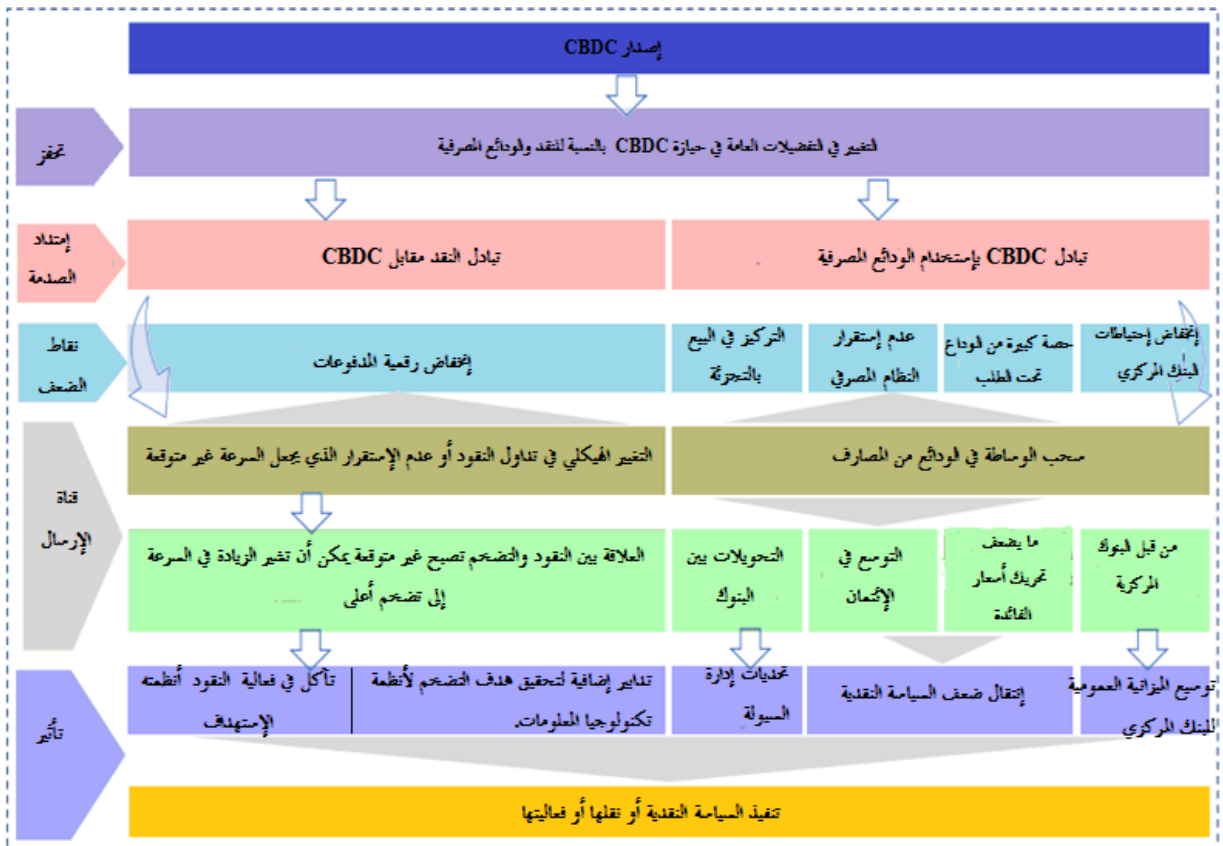 إصدار CBDC
تحفز
التغيير في التفضيلات العامة في حيازة CBDC بالنسبة للنقد والودائع المصرفية
إمتداد
الصدمة
تبادل CBDC بإستخدام الودائع المصرفية
تبادل النقد مقابل CBDC
نقاط
الضعف
إنخفاض إحتياطات
البنك المركزي
حصة كبيرة من الوداع
تحت الطلب
عدم إستقرار
النظام المصرفي
التركيز في البيع
بالتجزئة
إنخفاض رقمية المدفوعات
قناة
الإرسال
سحب الوساطة في الودائع من المصارف
التغيير الهيكلي في تداول النقود أو عدم الإستقرار الذي يجعل السرعة غير متوقعة
من قبل البنوك
المركزية
ما يضعف
تحريك أسعار
الفائدة
التوسع في
الإئتمان
التحويلات بين
البنوك
العلاقة بين النقود والتضخم تصبح غير متوقعة يمكن أن تشير الزيادة في السرعة
إلى تضخم أعلى
تأثير
توسيع الميزانية العمومية
للبنك المركزي
إنتقال ضعف السياسة النقدية
تحديات إدارة
السيولة
تدابير إضافية لتحقيق هدف التضخم لأنظمة
تكنولوجيا المعلومات.
تآكل في فعالية النقود أنظمته
الإستهداف
تنفيذ السياسة النقدية أو نقلها أو فعاليتها